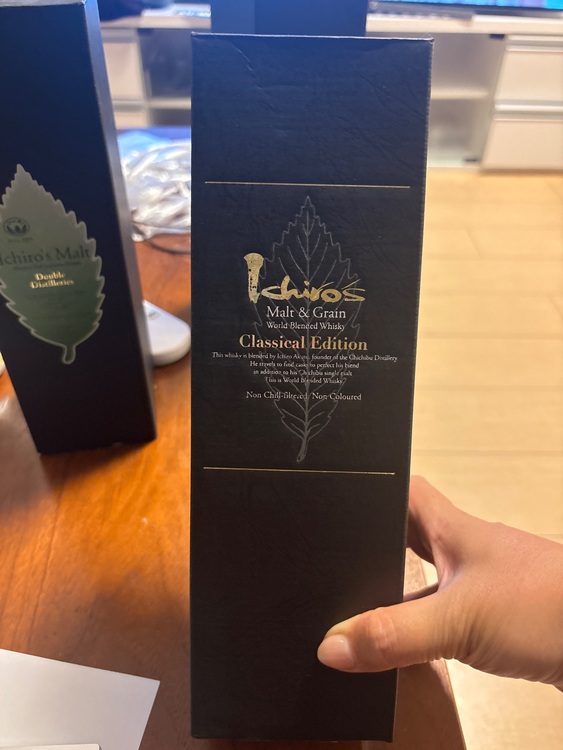 Ichiro's Malt
Double
Distilleries
Ichiro's
Malt & Grain
World Blended Whisky
Classical Edition
This whisky is blended by Ichiro Akuto, founder of the Chichibu Distillery
He travels to find casks to perfect his blend
in addition to his Chichibu single malt
This is World Blended Whisky
Non Chill-filtered, Non Coloured